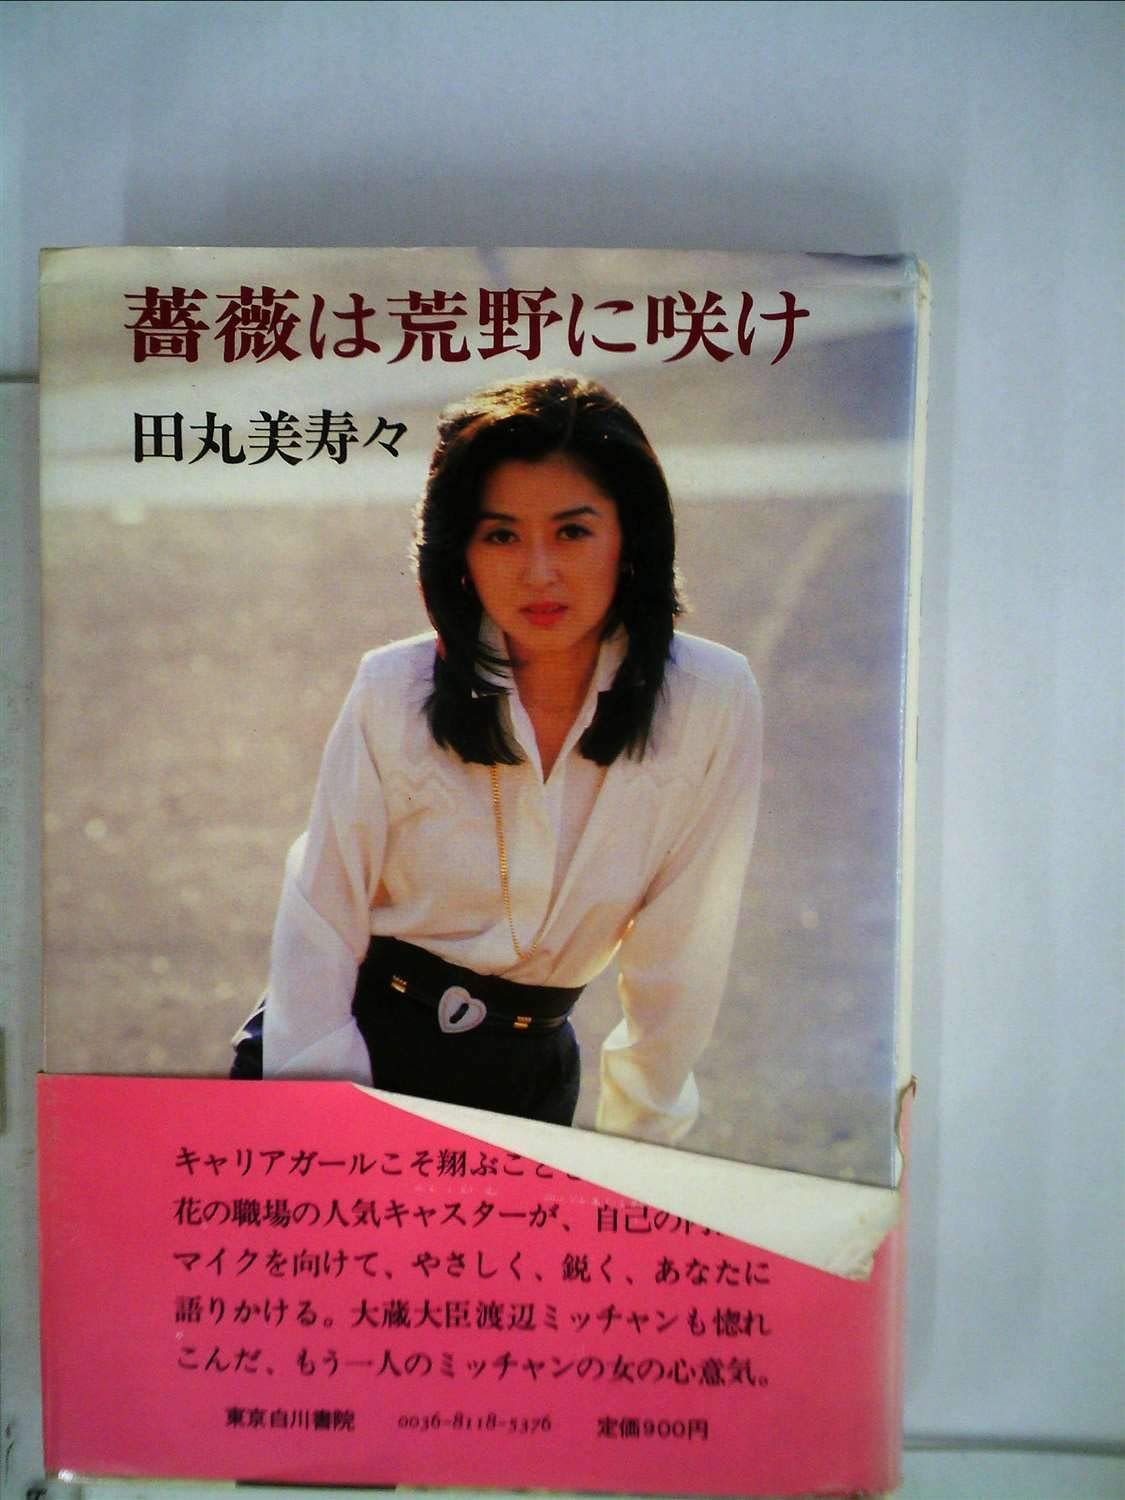 薔薇は荒野に咲け
田丸美寿々
キャリアガールこそ翔ぶこ
花の職場の人気キャスターが、自己の
マイクを向けて、やさしく、鋭く、あなたに
語りかける。大蔵大臣渡辺ミッチャンも惚れ
こんだ、もう一人のミッチャンの女の心意気。
東京白川書院 0036-8118-5376 定価900円